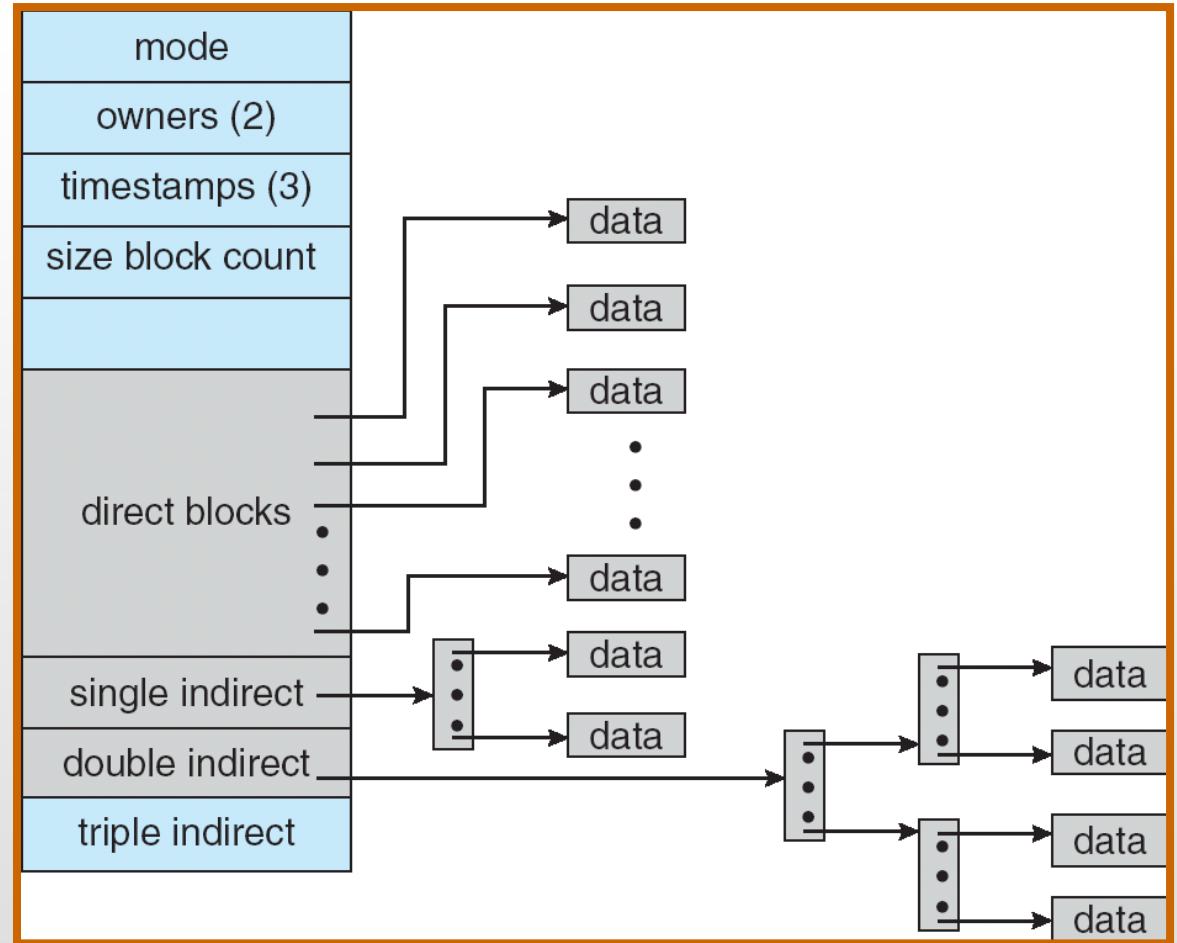 mode
owners (2)
timestamps (3)
size block count
direct blocks
single indirect
double indirect
triple indirect
data
data
data
data
data
data
data
data
data
data